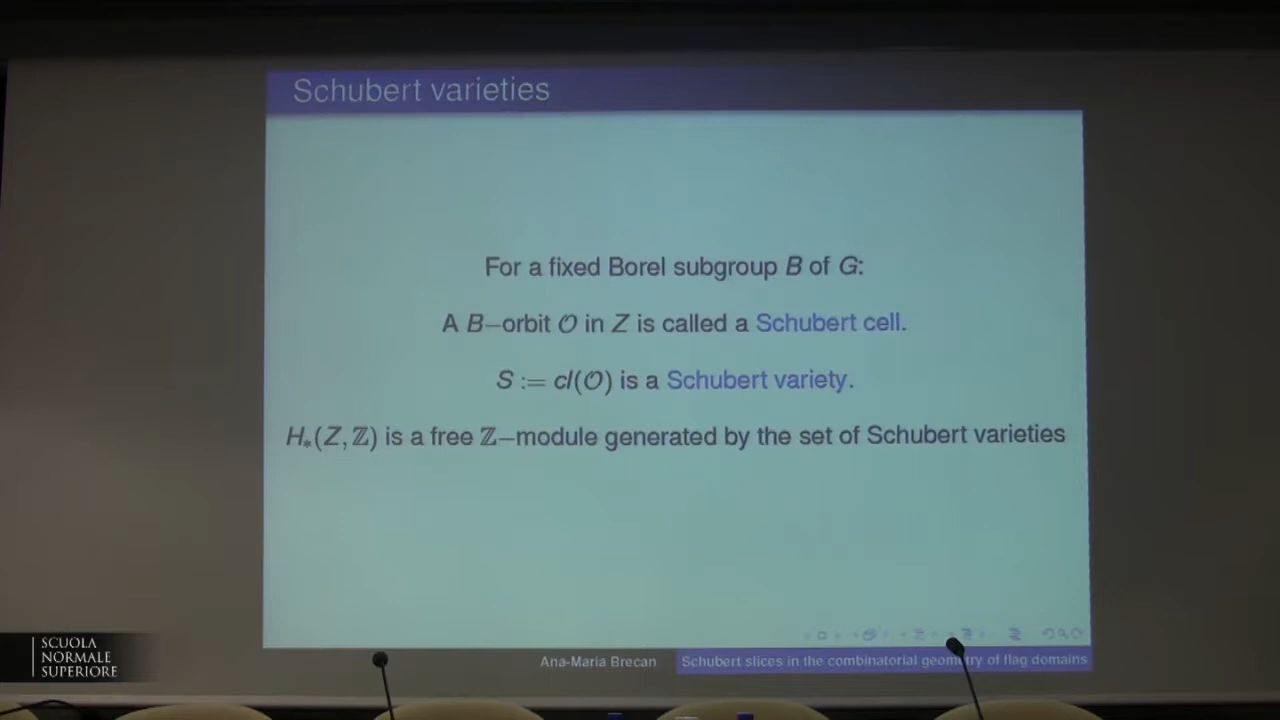 Schubert varieties
For a fixed Borel subgroup B of G:
A B–orbit 𝒪 in Z is called a Schubert cell.
S := cl(𝒪) is a Schubert variety.
H∗(Z, ℤ) is a free ℤ–module generated by the set of Schubert varieties
Ana-Maria Brecan
Schubert slices in the combinatorial geometry of flag domains
SCUOLA
NORMALE
SUPERIORE